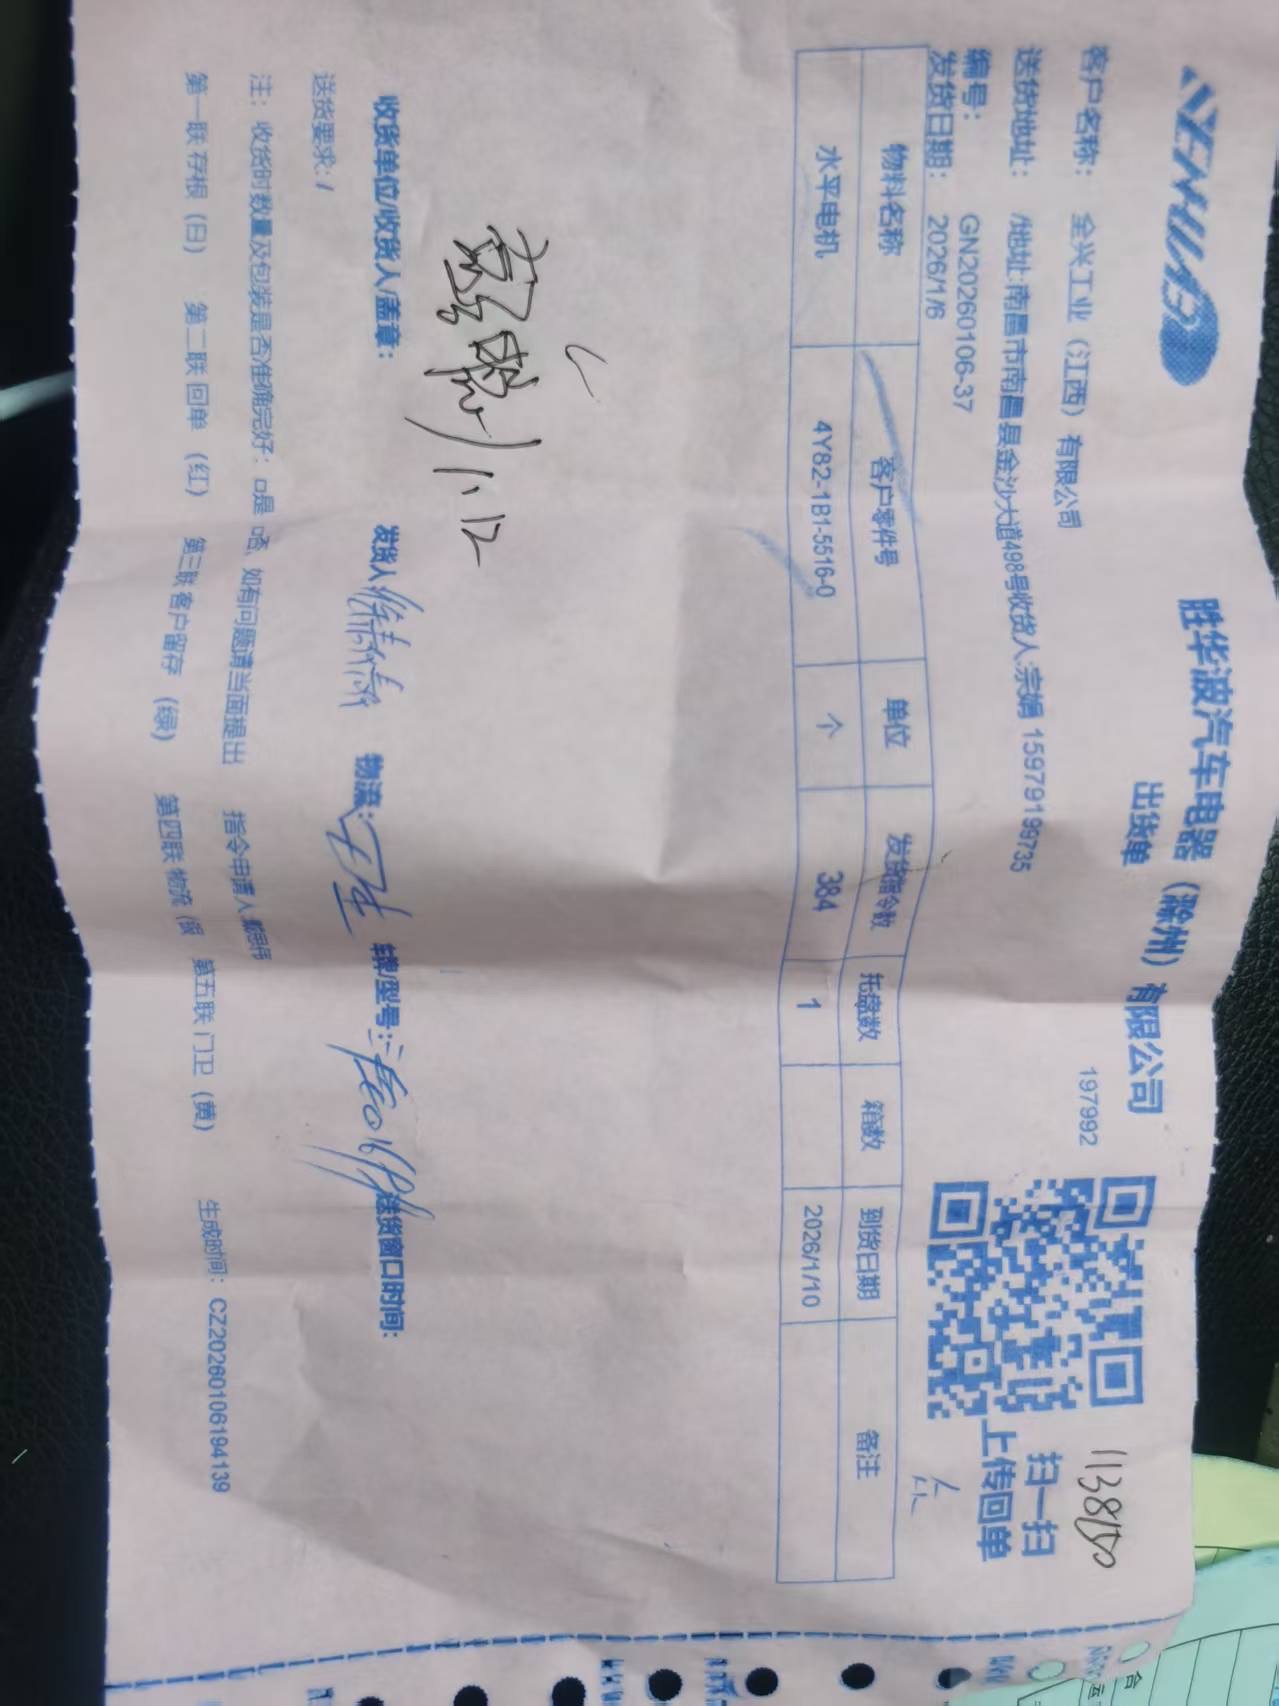 SENHUAB
胜华波汽车电器（滁州）有限公司
出货单
197992
1138150
扫一扫
上传回单
客户名称： 全兴工业（江西）有限公司
送货地址： /地址:南昌市南昌县金沙大道498号收货人:宗娟 15979199735
编号： GN20260106-37
发货日期： 2026/1/6
物料名称 客户零件号 单位 发货指令数 托盘数 箱数 到货日期 备注
水平电机 4Y82-1B1-5516-0 个 384 1 2026/1/10
1.12
收货单位/收货人/盖章： 发货人 物流： 车牌/型号： 送货窗口时间:
送货要求: /
注： 收货时数量及包装是否准确完好：□是 □否, 如有问题请当面提出 指令申请人:
第一联 存根（白） 第二联 回单（红） 第三联 客户留存（绿） 第四联 物流（ 第五联 门卫（黄） 生成时间： CZ20260106194139